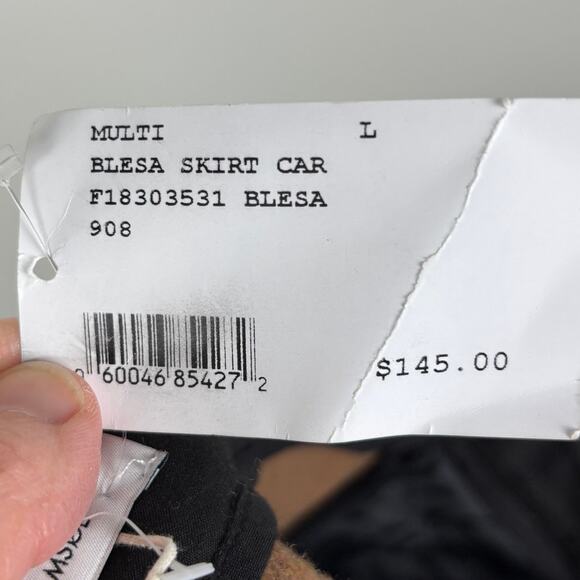 MULTI L
BLESA SKIRT CAR
F18303531 BLESA
908
0 60046 85427 2
$145.00